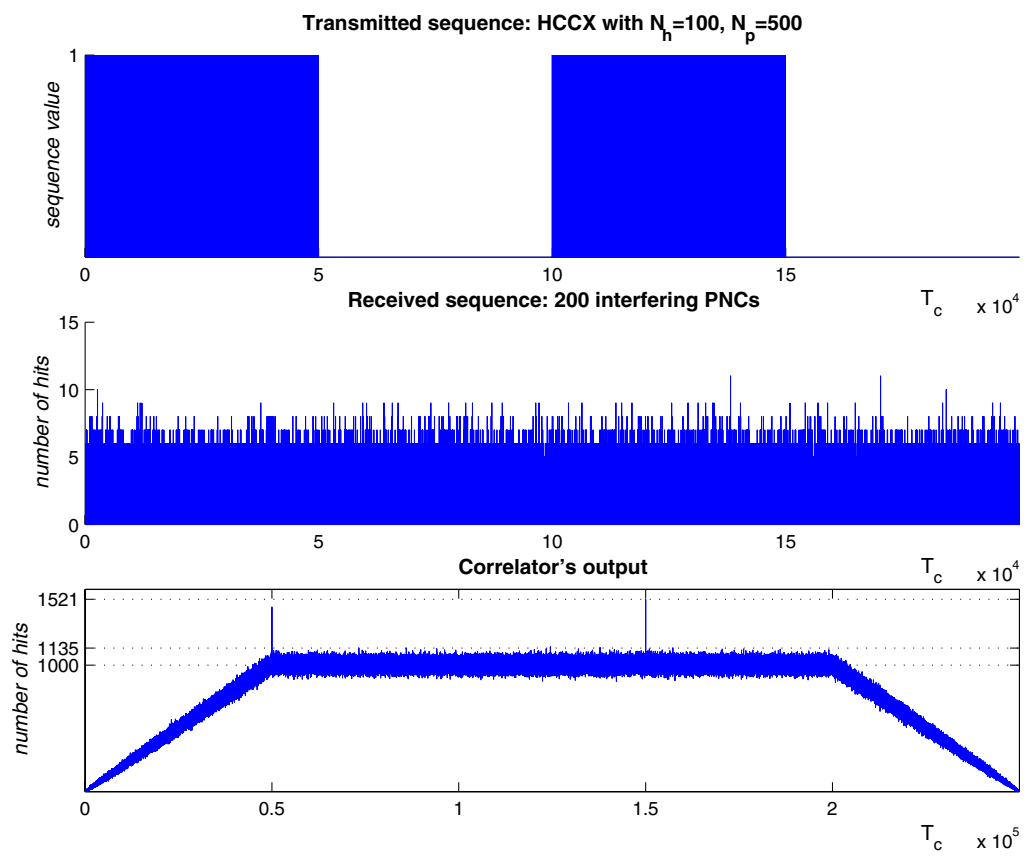 Transmitted sequence: HCCX with N_h=100, N_p=500
sequence value
1
0 5 10 15
T_c x 10^4
Received sequence: 200 interfering PNCs
number of hits
15
10
5
0
0 5 10 15
T_c x 10^4
Correlator's output
number of hits
1521
1135
1000
0 0.5 1 1.5 2
T_c x 10^5